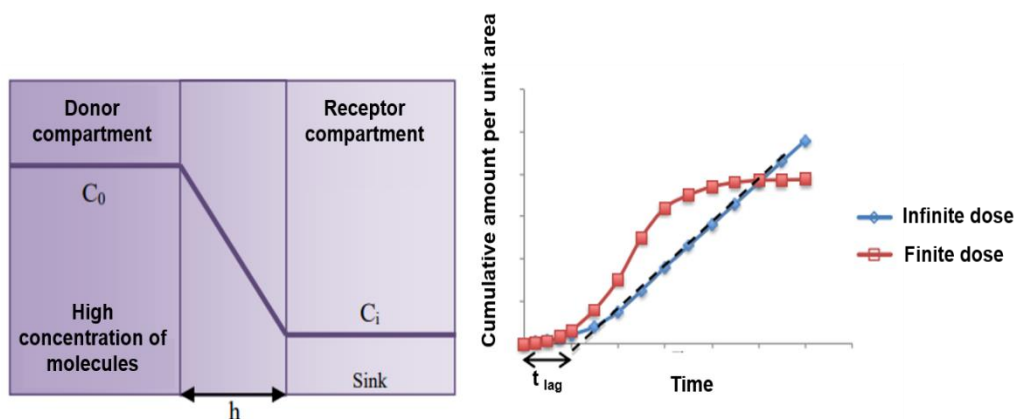 Donor
compartment
Receptor
compartment
C0
High
concentration of
molecules
Ci
Sink
h
Cumulative amount per unit area
t lag
Time
Infinite dose
Finite dose